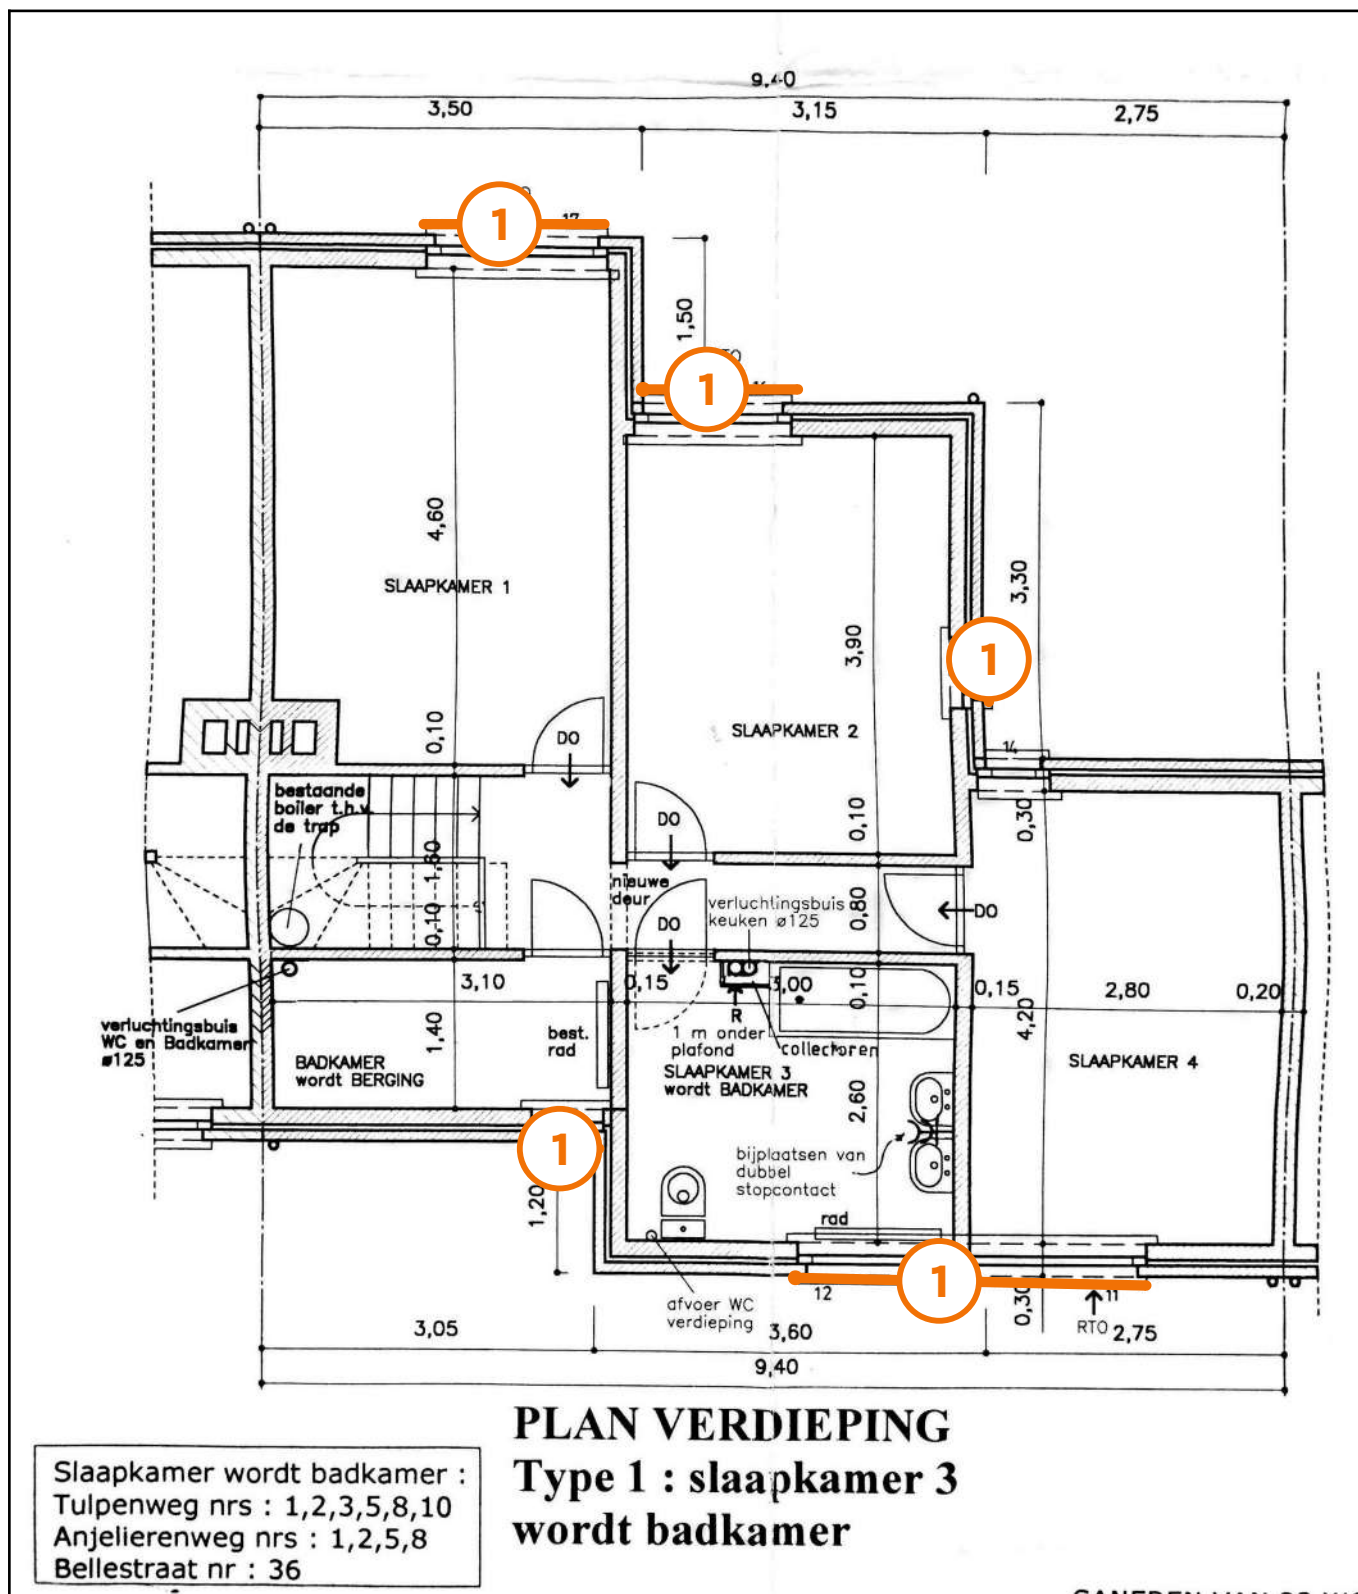 9,40
3,50
3,15
2,75
1
17
1,50
1
4,60
SLAAPKAMER 1
3,30
3,90
1
SLAAPKAMER 2
0,10
DO
14
bestaande
boiler t.h.v.
de trap
0,10
0,30
DO
1,60
nieuwe
deur
verluchtingsbuis
keuken ø125
0,80
DO
DO
0,10
3,10
0,15
3,00
0,10
0,15
2,80
0,20
R
4,20
verluchtingsbuis
WC en Badkamer
ø125
1,40
best.
rad
1 m onder
plafond
collectoren
BADKAMER
wordt BERGING
SLAAPKAMER 3
wordt BADKAMER
SLAAPKAMER 4
2,60
1
bijplaatsen van
dubbel
stopcontact
1,20
rad
1
12
11
0,30
afvoer WC
verdieping
RTO
3,05
3,60
2,75
9,40
PLAN VERDIEPING
Type 1 : slaapkamer 3
wordt badkamer
Slaapkamer wordt badkamer :
Tulpenweg nrs : 1,2,3,5,8,10
Anjelierenweg nrs : 1,2,5,8
Bellestraat nr : 36